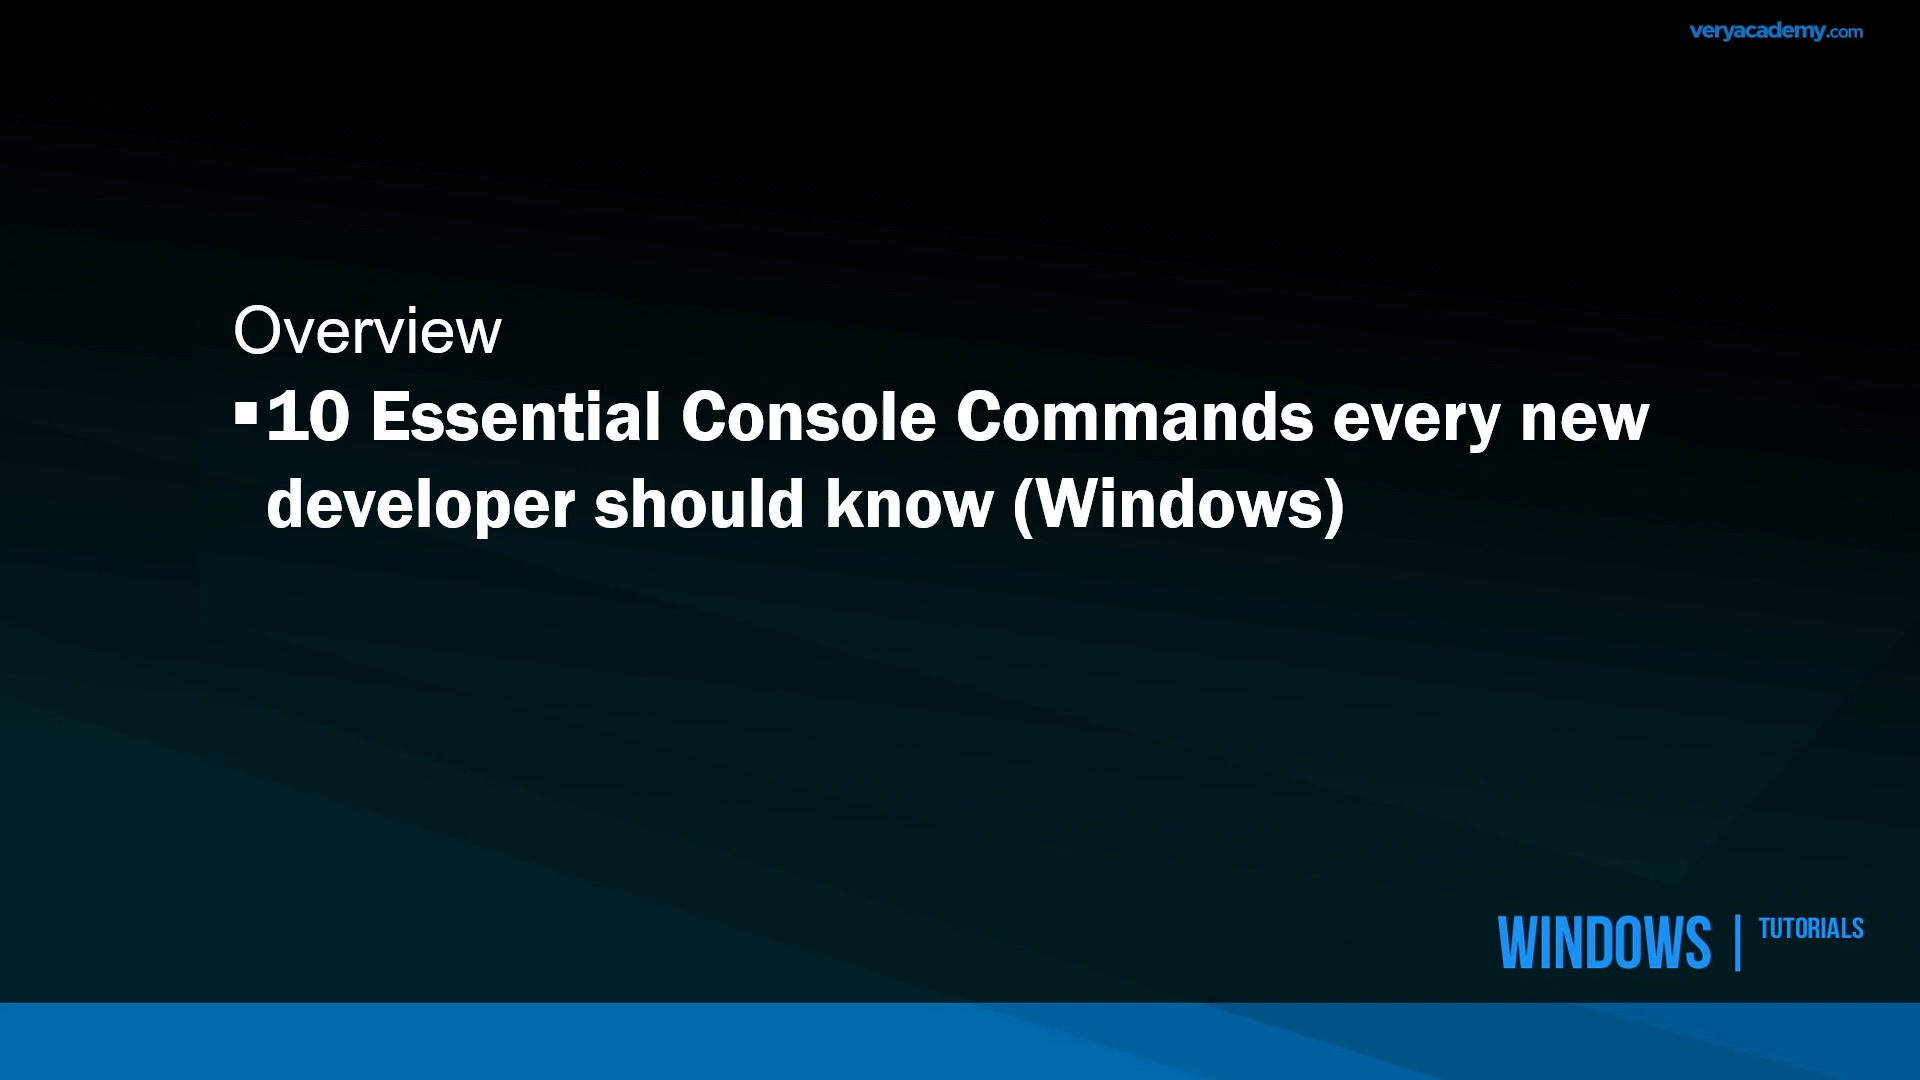 veryacademy.com
Overview
▪10 Essential Console Commands every new
developer should know (Windows)
WINDOWS | TUTORIALS